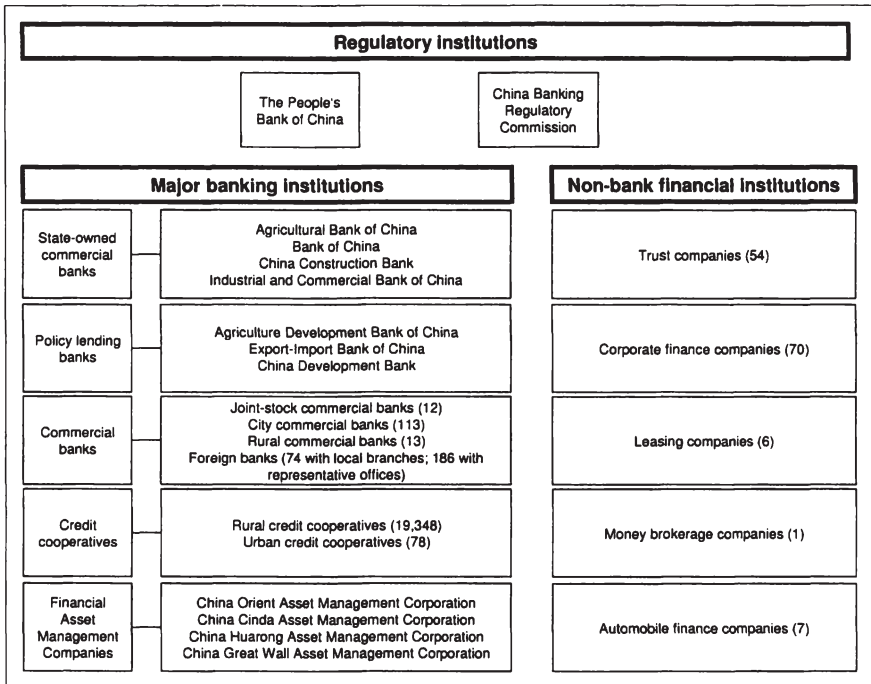 Regulatory institutions
The People's
Bank of China
China Banking
Regulatory
Commission
Major banking institutions
Non-bank financial institutions
State-owned
commercial
banks
Agricultural Bank of China
Bank of China
China Construction Bank
Industrial and Commercial Bank of China
Trust companies (54)
Policy lending
banks
Agriculture Development Bank of China
Export-Import Bank of China
China Development Bank
Corporate finance companies (70)
Commercial
banks
Joint-stock commercial banks (12)
City commercial banks (113)
Rural commercial banks (13)
Foreign banks (74 with local branches; 186 with
representative offices)
Leasing companies (6)
Credit
cooperatives
Rural credit cooperatives (19,348)
Urban credit cooperatives (78)
Money brokerage companies (1)
Financial
Asset
Management
Companies
China Orient Asset Management Corporation
China Cinda Asset Management Corporation
China Huarong Asset Management Corporation
China Great Wall Asset Management Corporation
Automobile finance companies (7)